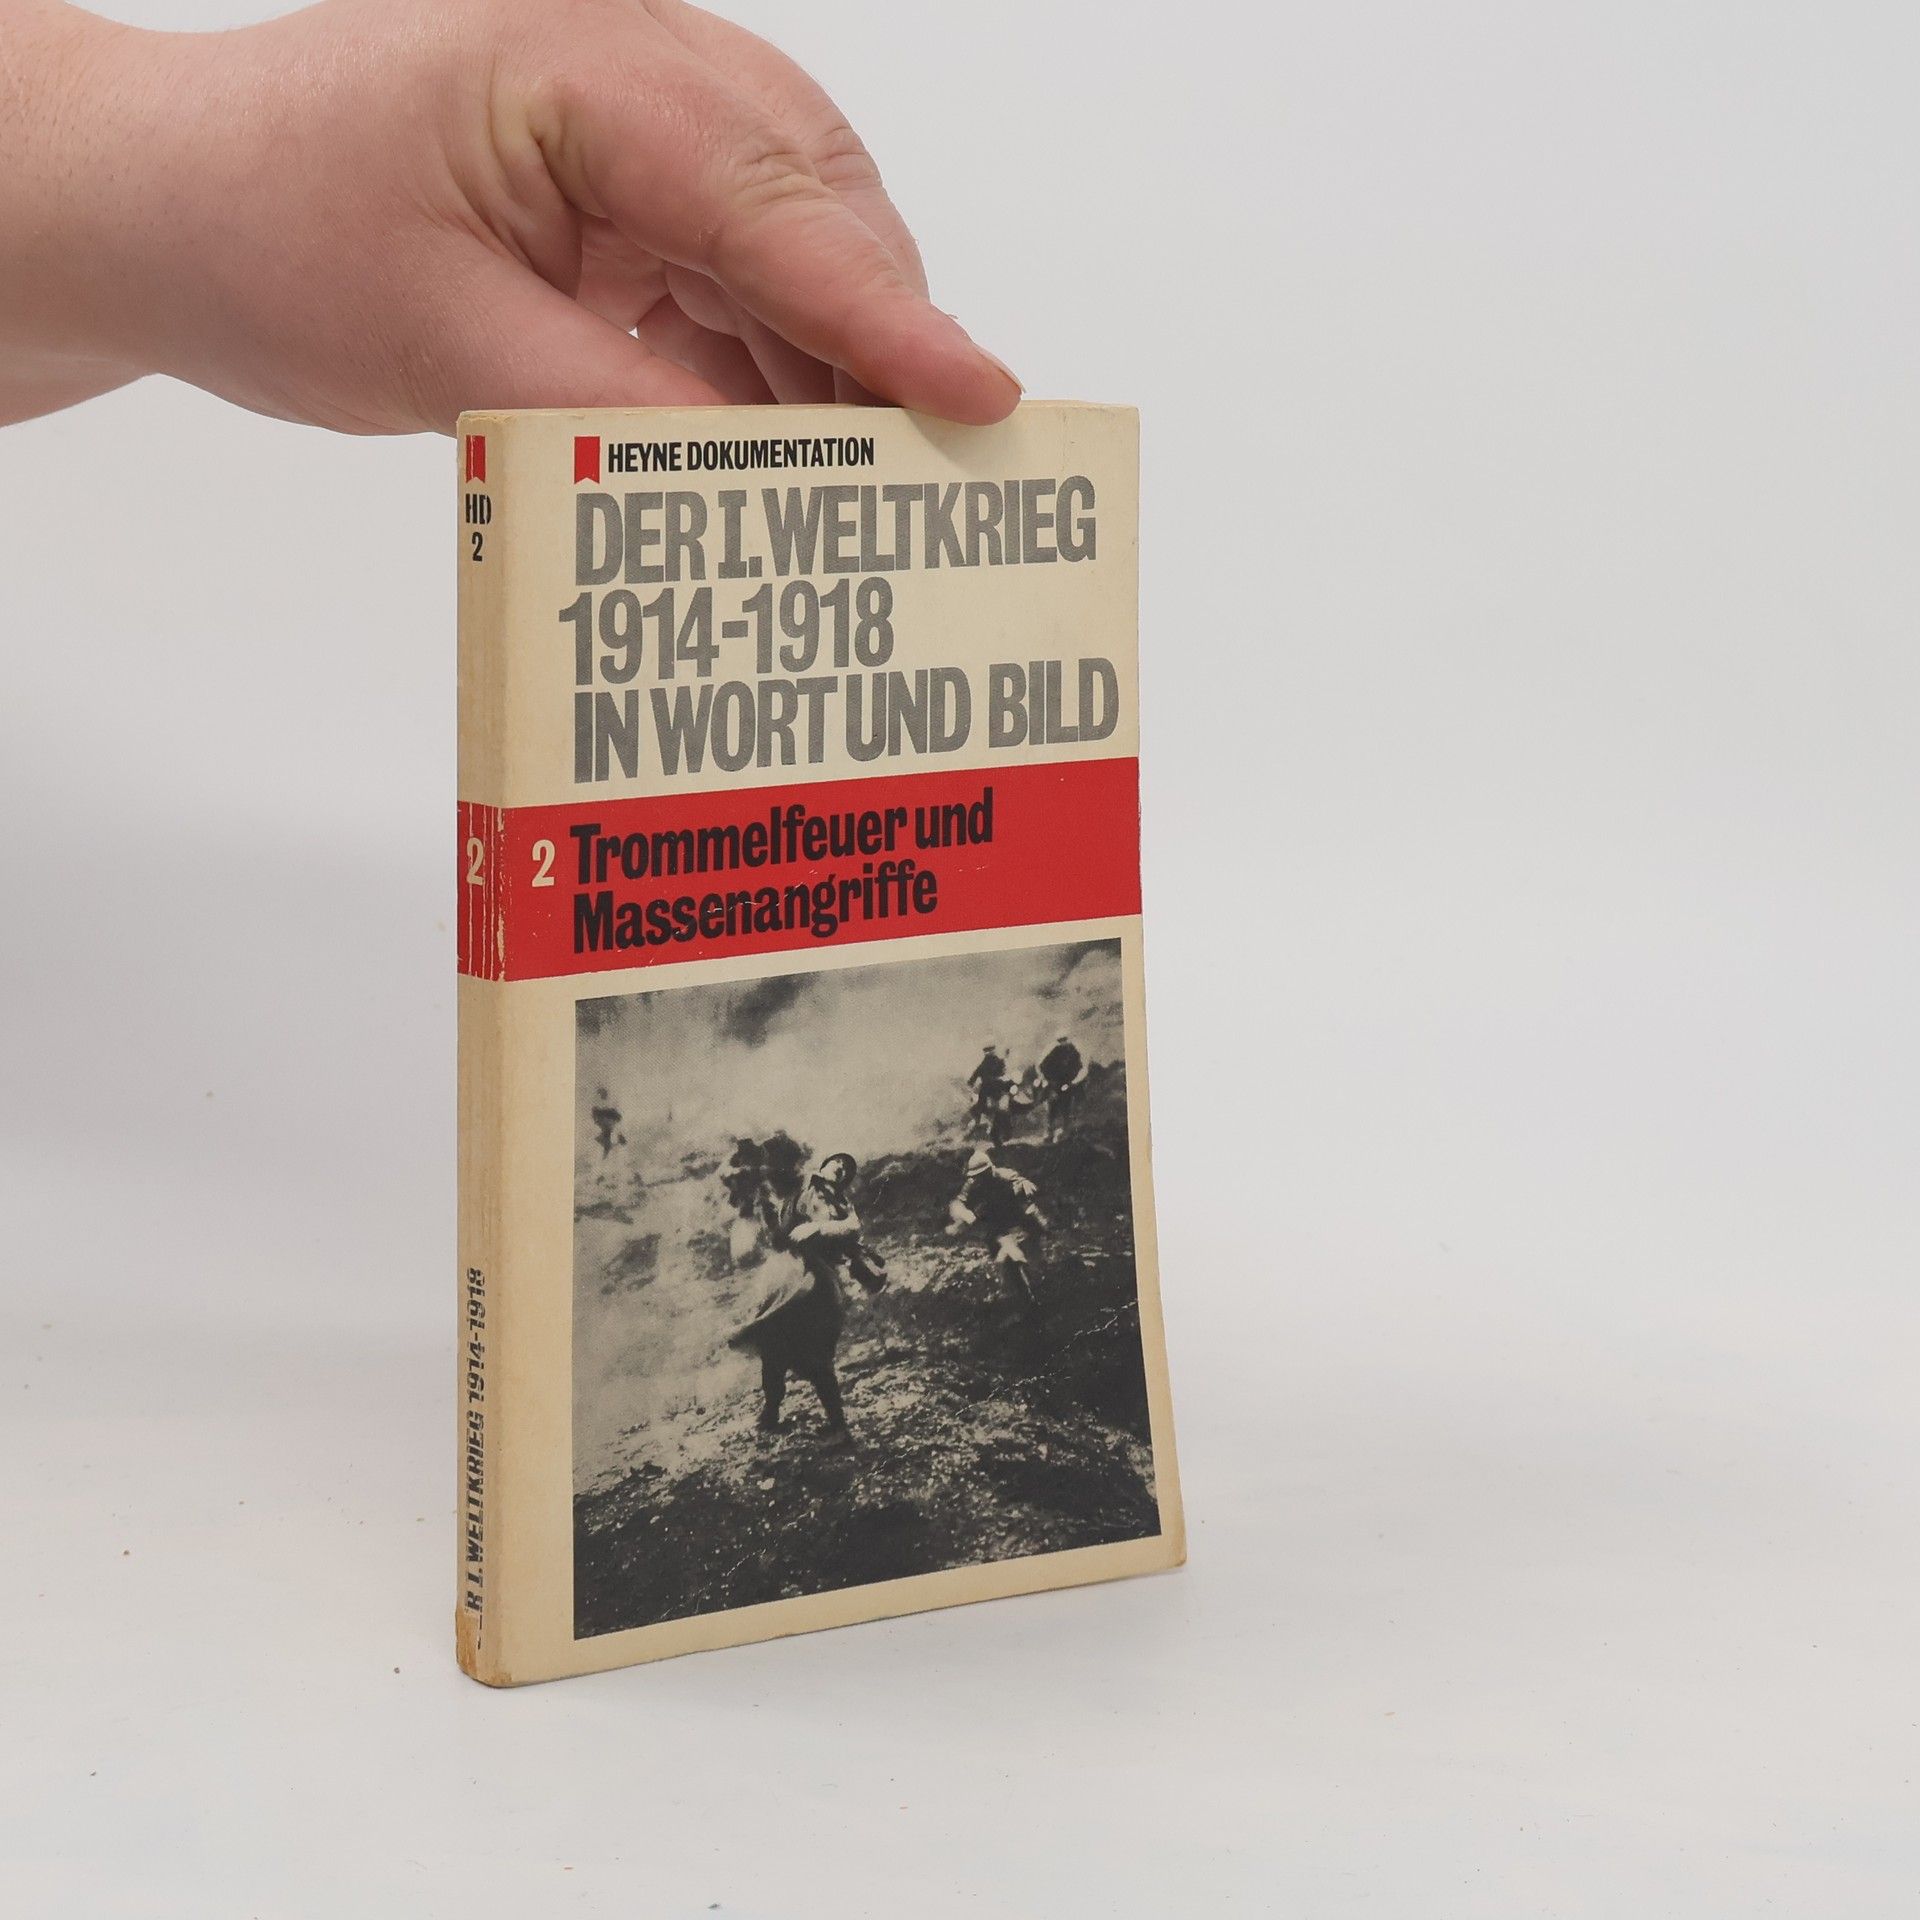 HEYNE DOKUMENTATION
DER I. WELTKRIEG
1914-1918
IN WORT UND BILD
2 Trommelfeuer und
Massenangriffe
HD
2
2
R I. WELTKRIEG 1914-1918